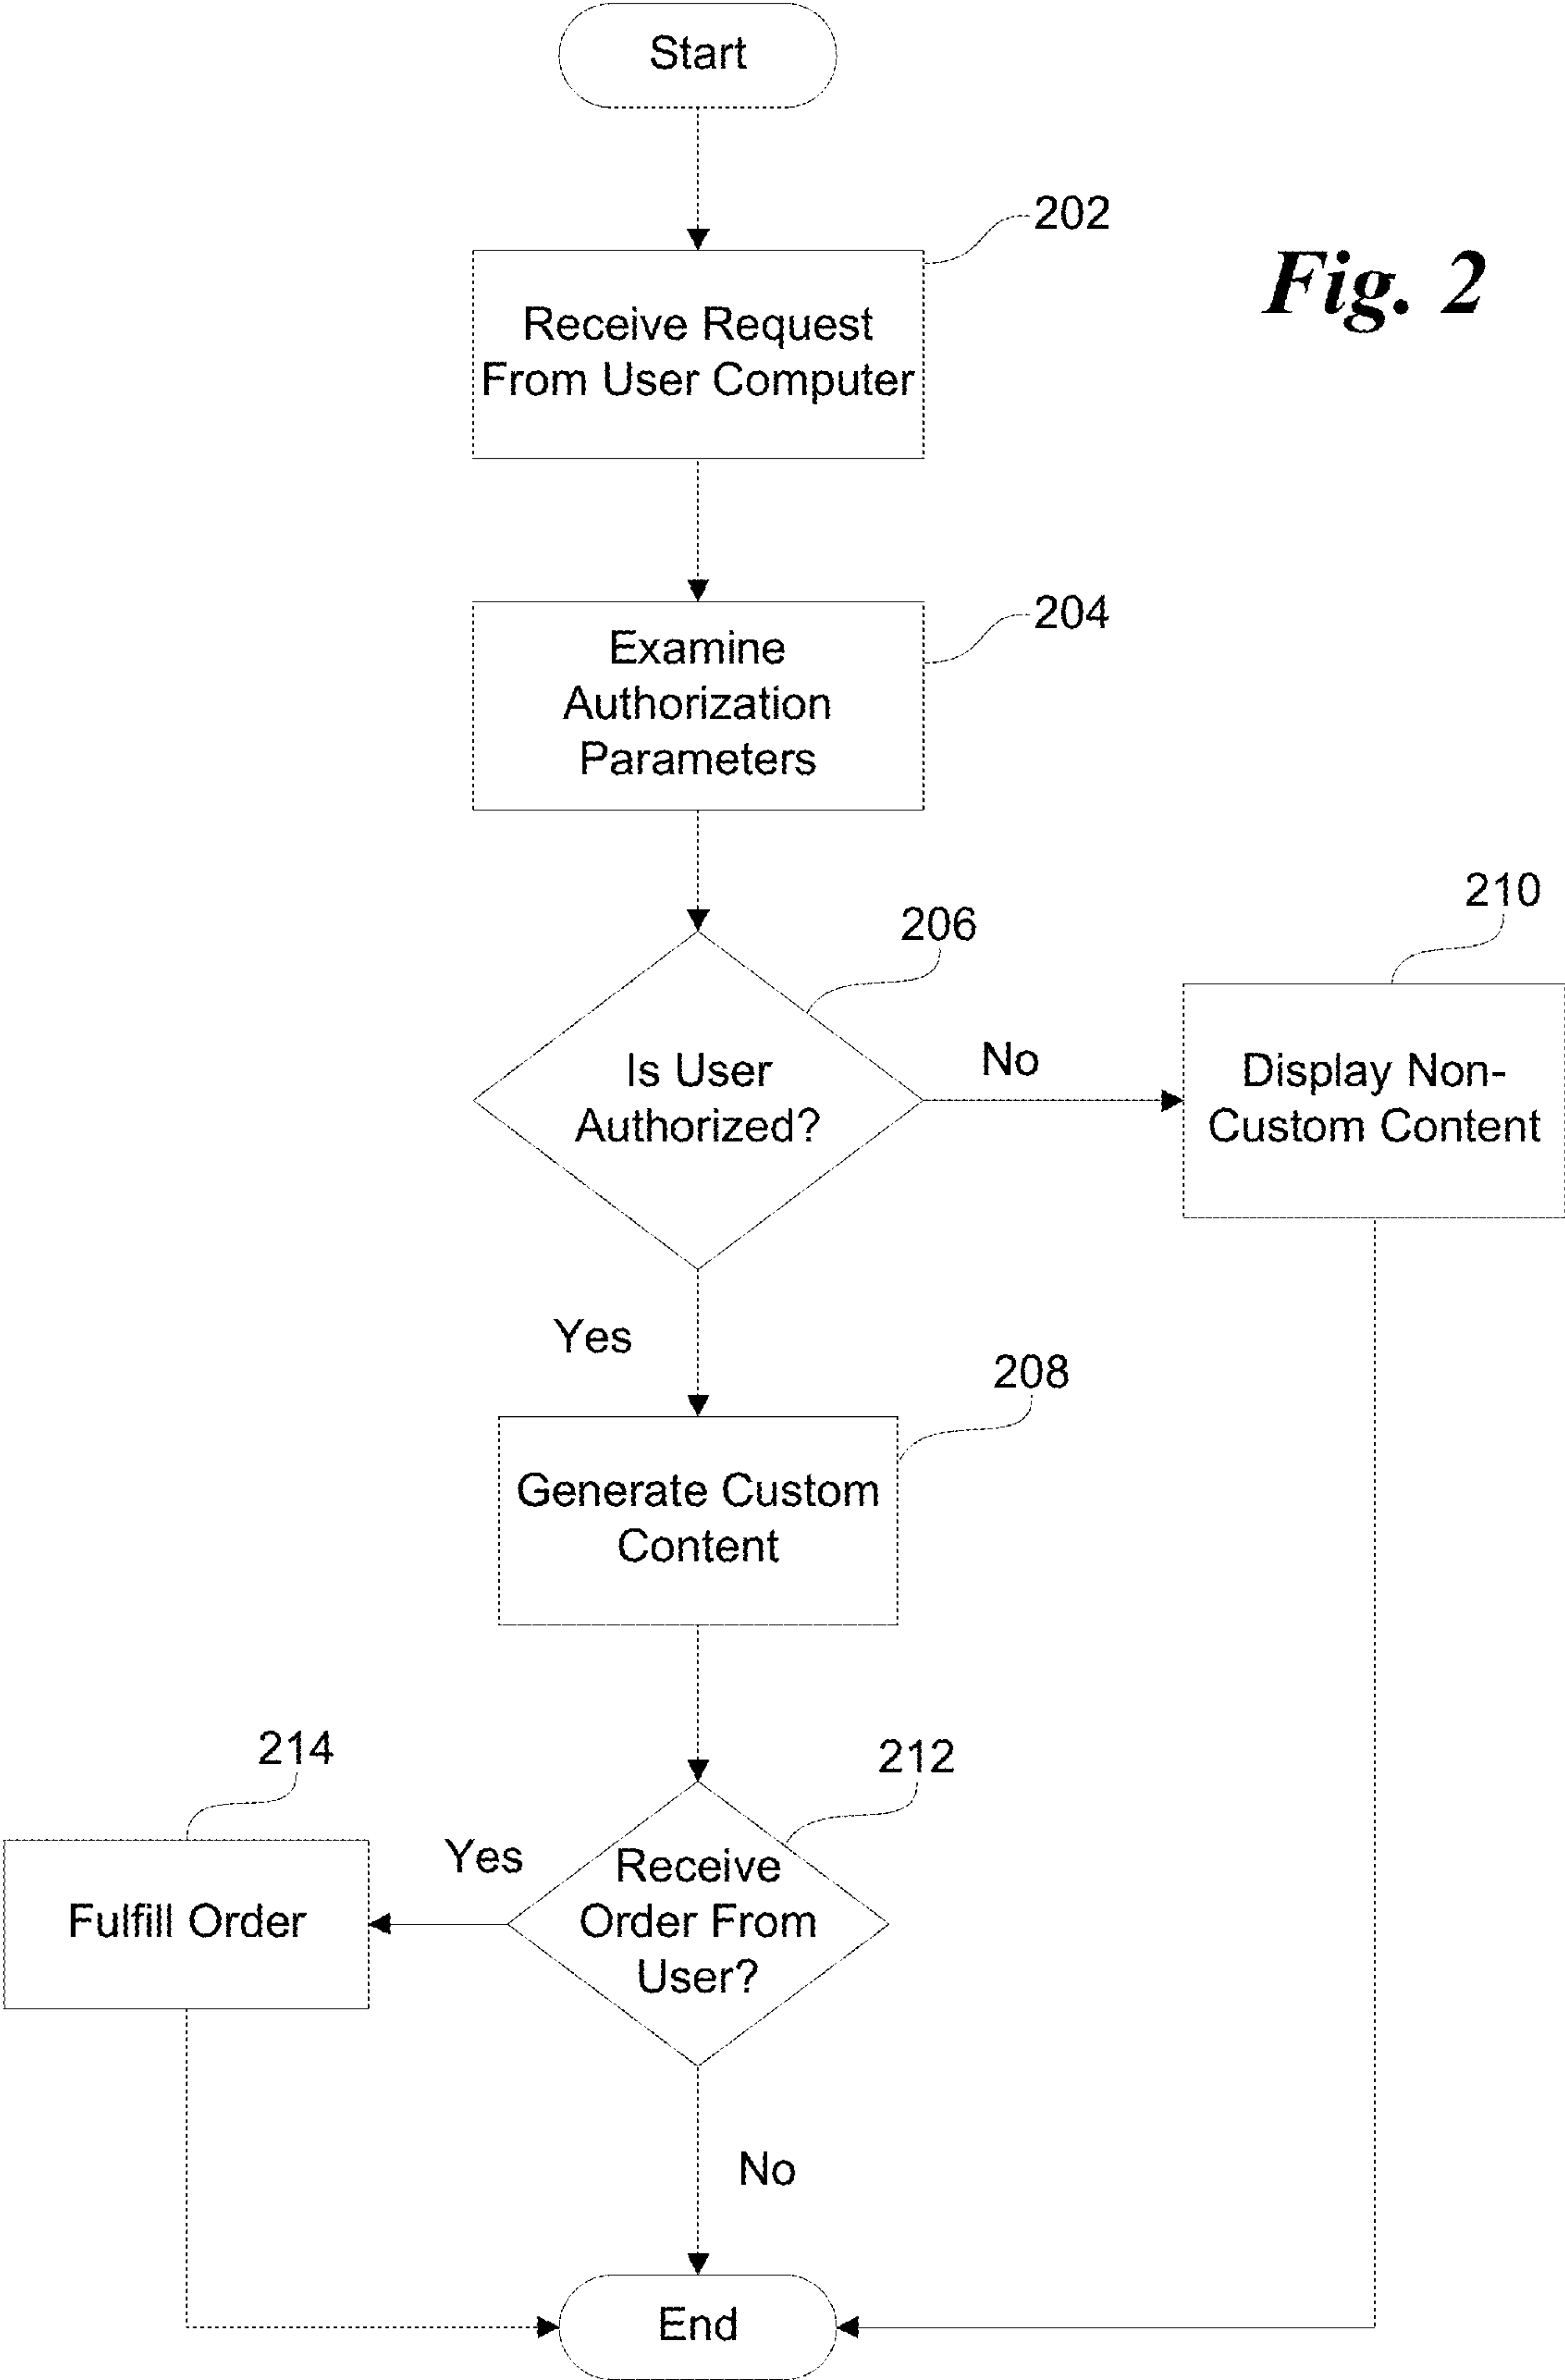 Start
202
Fig. 2
Receive Request
From User Computer
204
Examine
Authorization
Parameters
206
210
Is User
Authorized?
No
Display Non-
Custom Content
Yes
208
Generate Custom
Content
214
212
Fulfill Order
Yes
Receive
Order From
User?
No
End